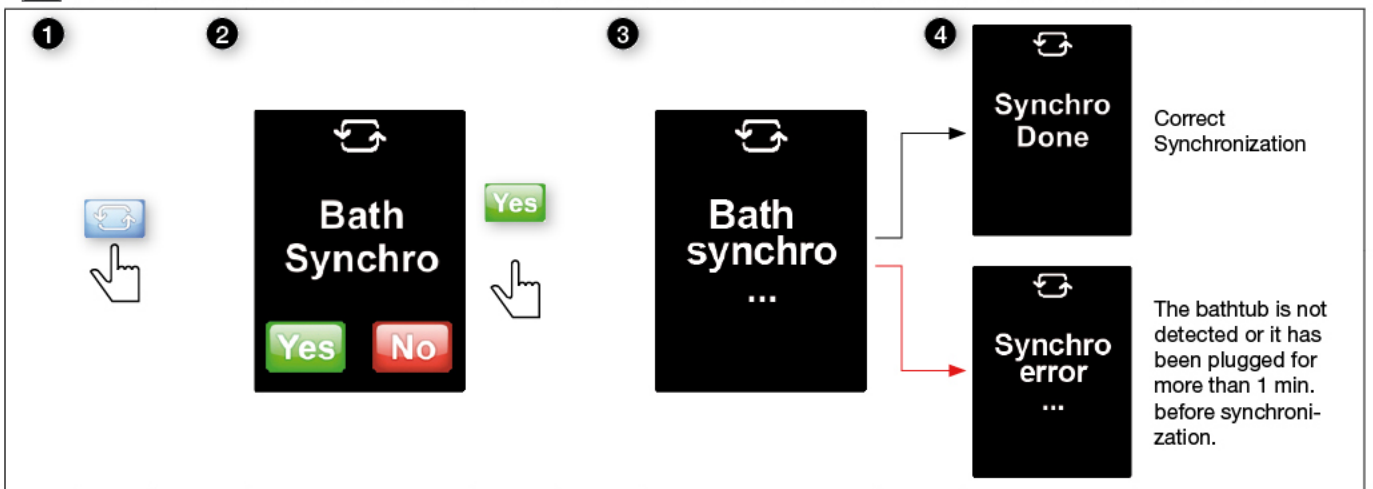 1
2
3
4
Bath
Synchro
Yes
No
Yes
Bath
synchro
...
Synchro
Done
Correct
Synchronization
Synchro
error
...
The bathtub is not
detected or it has
been plugged for
more than 1 min.
before synchroni-
zation.